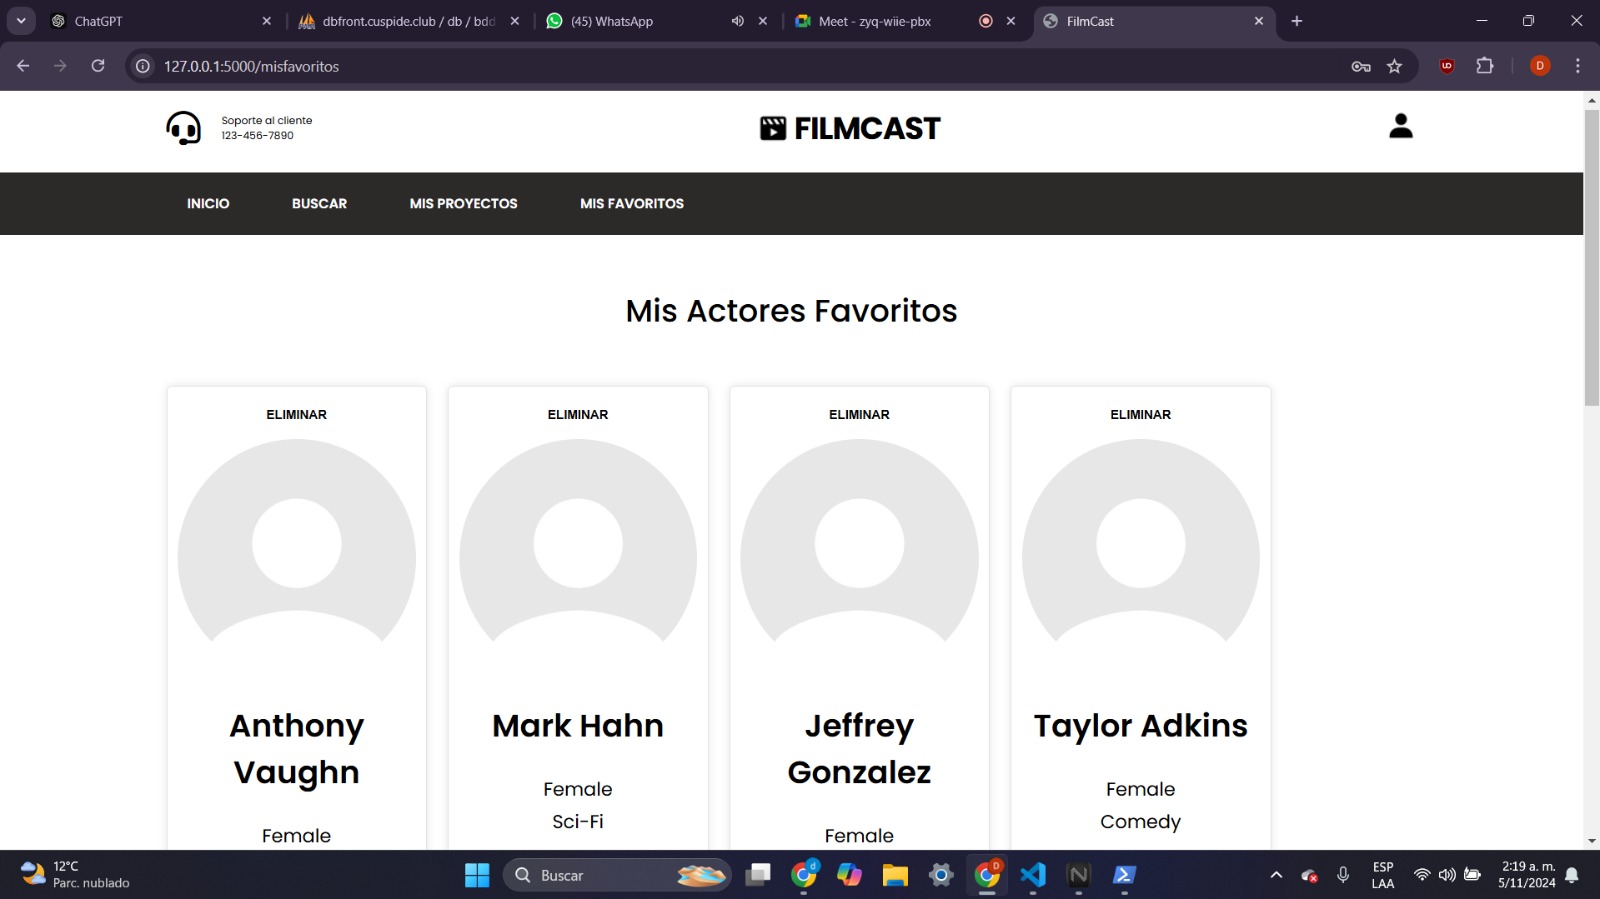 ChatGPT
dbfront.cuspide.club / db / bdd
(45) WhatsApp
Meet - zyq-wiie-pbx
FilmCast
127.0.0.1:5000/misfavoritos
D
Soporte al cliente
123-456-7890
FILMCAST
INICIO
BUSCAR
MIS PROYECTOS
MIS FAVORITOS
Mis Actores Favoritos
ELIMINAR
ELIMINAR
ELIMINAR
ELIMINAR
Anthony
Vaughn
Female
Mark Hahn
Female
Sci-Fi
Jeffrey
Gonzalez
Female
Taylor Adkins
Female
Comedy
12°C
Parc. nublado
Buscar
d
D
N
ESP
LAA
2:19 a. m.
5/11/2024